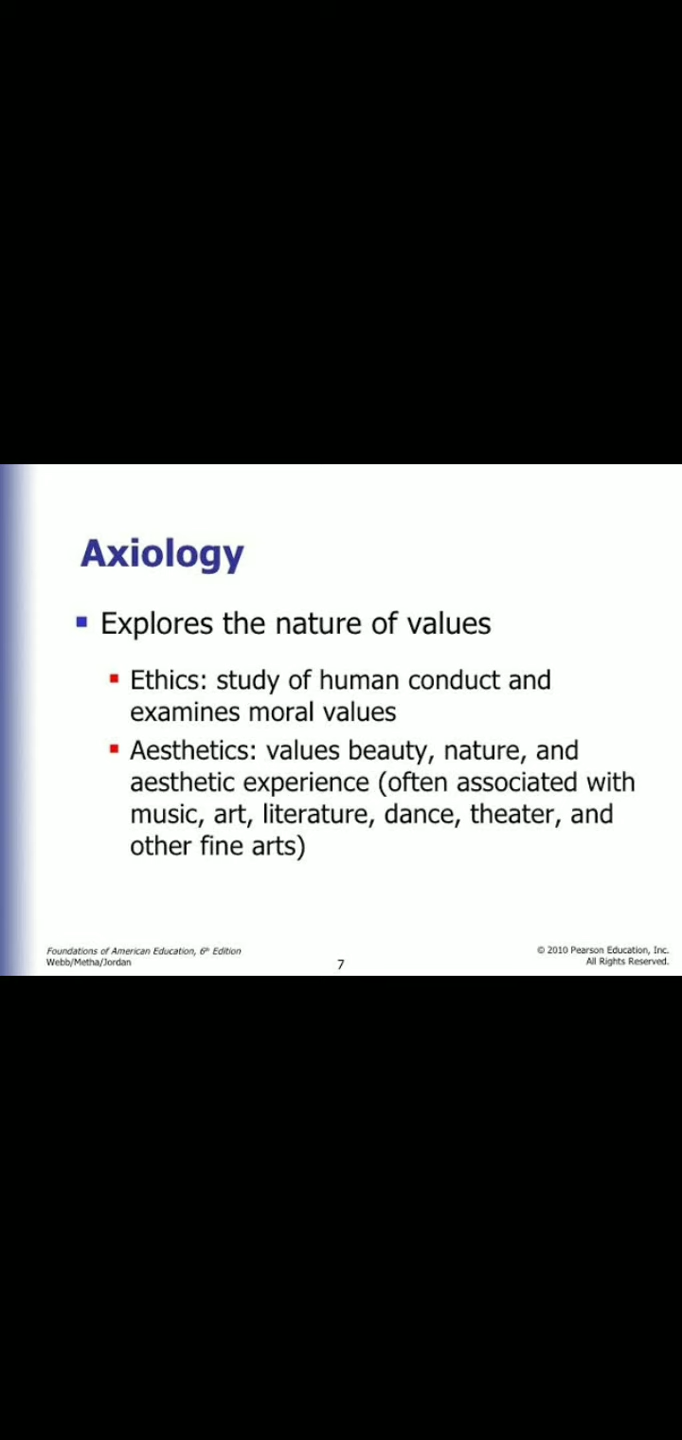 Axiology
▪ Explores the nature of values
▪ Ethics: study of human conduct and
examines moral values
▪ Aesthetics: values beauty, nature, and
aesthetic experience (often associated with
music, art, literature, dance, theater, and
other fine arts)
Foundations of American Education, 6th Edition
Webb/Metha/Jordan
7
© 2010 Pearson Education, Inc.
All Rights Reserved.